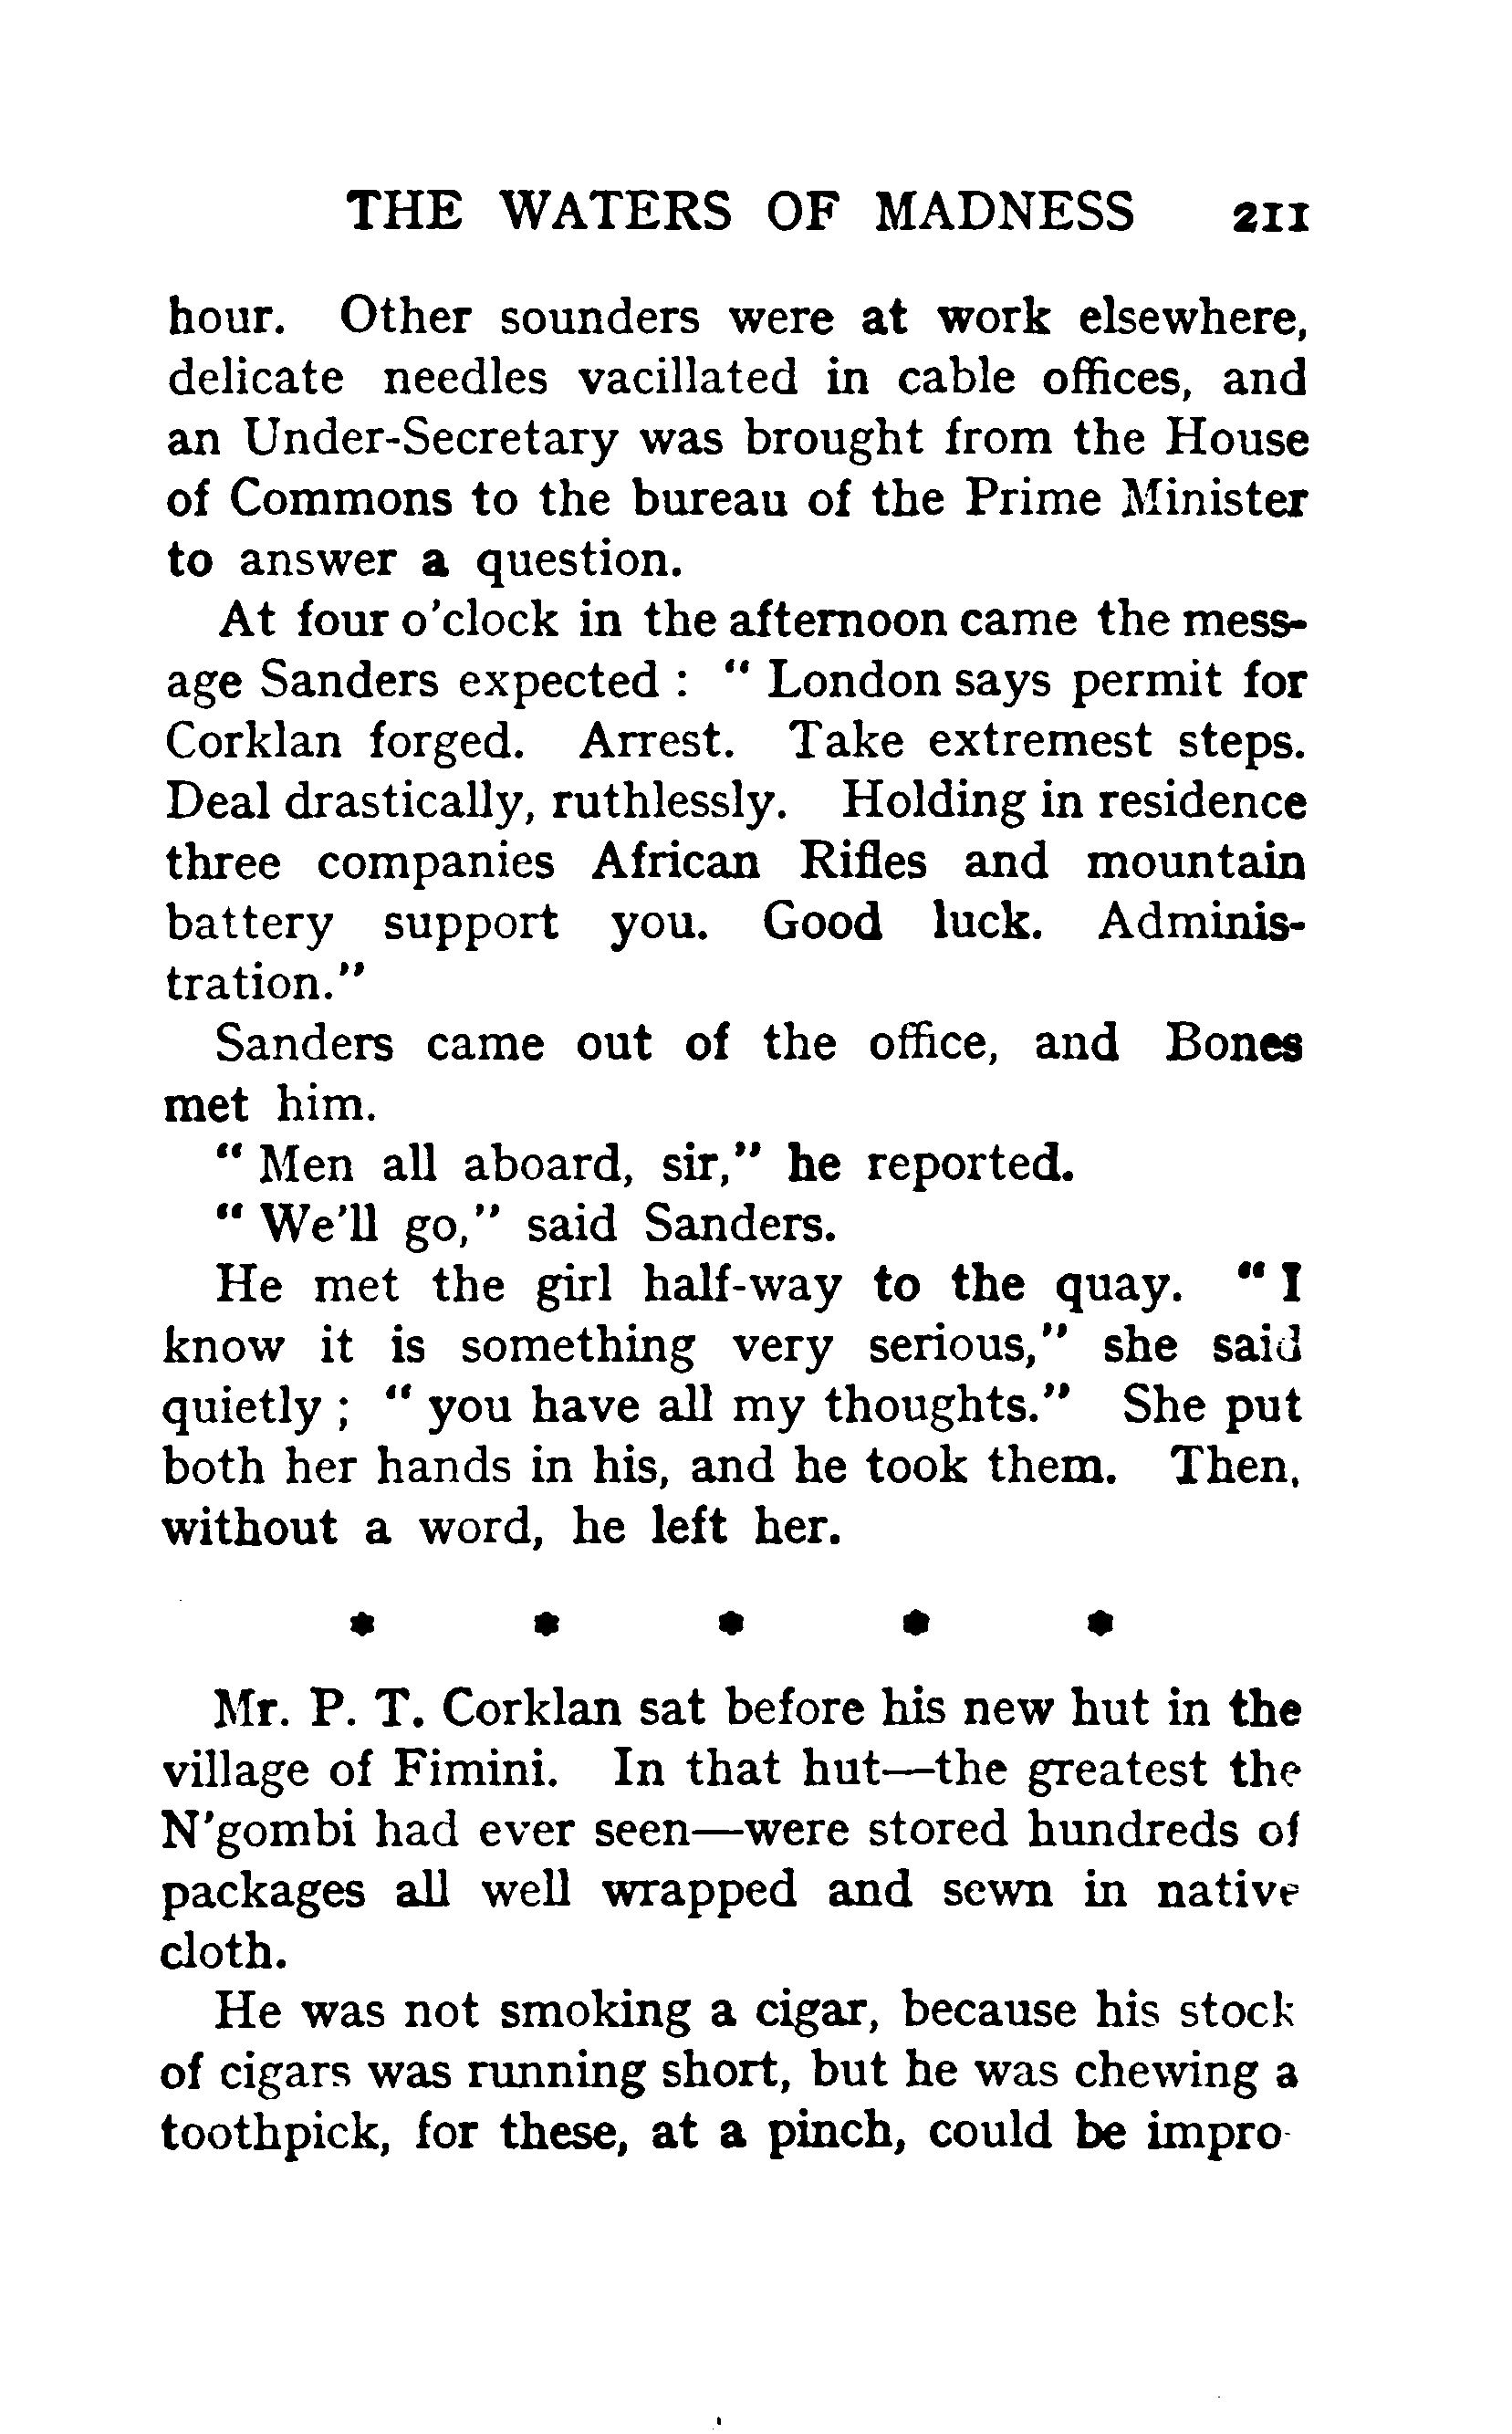 THE WATERS OF MADNESS 211
hour. Other sounders were at work elsewhere,
delicate needles vacillated in cable offices, and
an Under-Secretary was brought from the House
of Commons to the bureau of the Prime Minister
to answer a question.
At four o'clock in the afternoon came the mess-
age Sanders expected : " London says permit for
Corklan forged. Arrest. Take extremest steps.
Deal drastically, ruthlessly. Holding in residence
three companies African Rifles and mountain
battery support you. Good luck. Adminis-
tration."
Sanders came out of the office, and Bones
met him.
" Men all aboard, sir," he reported.
" We'll go," said Sanders.
He met the girl half-way to the quay. " I
know it is something very serious," she said
quietly ; " you have all my thoughts." She put
both her hands in his, and he took them. Then,
without a word, he left her.
* * * * *
Mr. P. T. Corklan sat before his new hut in the
village of Fimini. In that hut—the greatest the
N'gombi had ever seen—were stored hundreds of
packages all well wrapped and sewn in native
cloth.
He was not smoking a cigar, because his stock
of cigars was running short, but he was chewing a
toothpick, for these, at a pinch, could be impro-